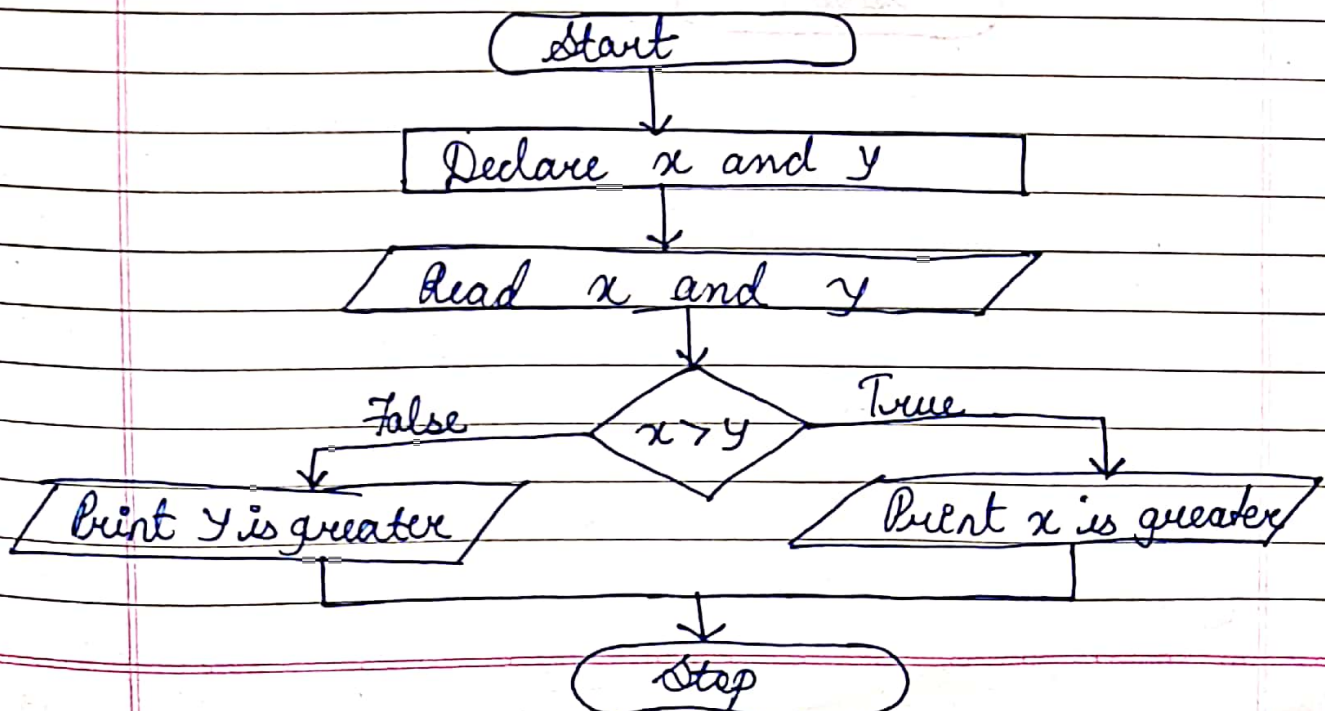 Start
Declare x and y
Read x and y
x > y
False
True
Print y is greater
Print x is greater
Stop